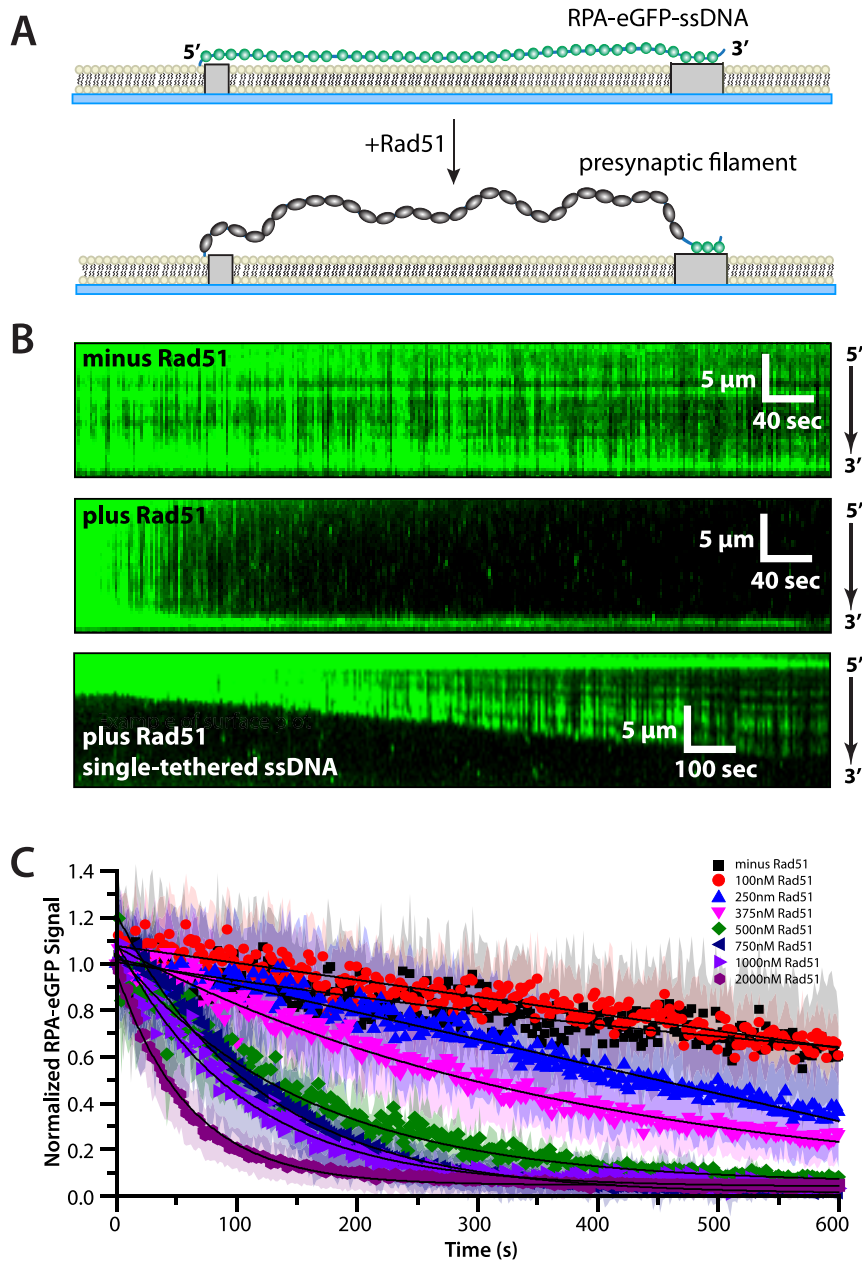 A
RPA-eGFP-ssDNA
5′
3′
+Rad51
presynaptic filament
B
minus Rad51
5 µm
40 sec
5′
3′
plus Rad51
5 µm
40 sec
5′
3′
example of surface plot
plus Rad51
single-tethered ssDNA
5 µm
100 sec
5′
3′
C
Normalized RPA-eGFP Signal
1.4
1.2
1.0
0.8
0.6
0.4
0.2
0.0
minus Rad51
100nM Rad51
250nm Rad51
375nM Rad51
500nM Rad51
750nM Rad51
1000nM Rad51
2000nM Rad51
0
100
200
300
400
500
600
Time (s)